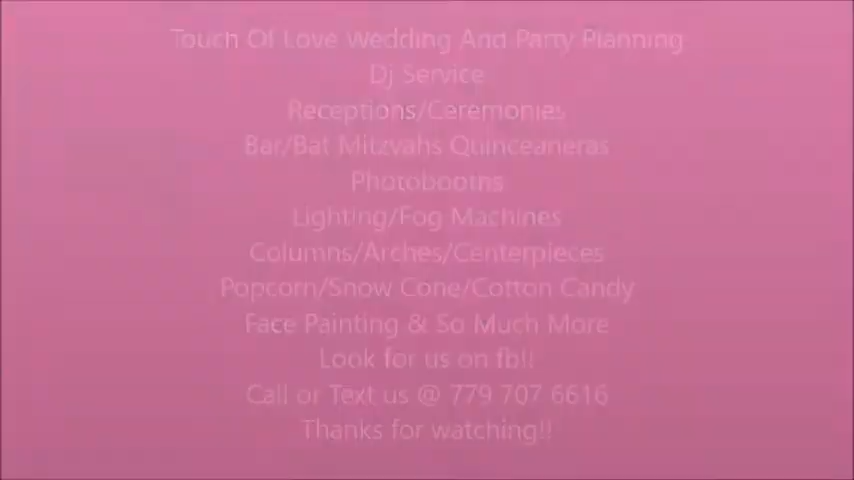 Touch Of Love Wedding And Party Planning
Dj Service
Receptions/Ceremonies
Bar/Bat Mitzvahs Quinceaneras
Photobooths
Lighting/Fog Machines
Columns/Arches/Centerpieces
Popcorn/Snow Cone/Cotton Candy
Face Painting & So Much More
Look for us on fb!!
Call or Text us @ 779 707 6616
Thanks for watching!!